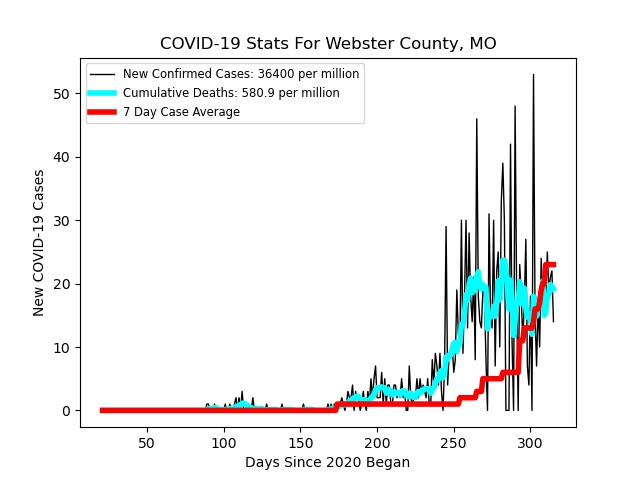 COVID-19 Stats For Webster County, MO
New Confirmed Cases: 36400 per million
Cumulative Deaths: 580.9 per million
7 Day Case Average
New COVID-19 Cases
50
40
30
20
10
0
50 100 150 200 250 300
Days Since 2020 Began